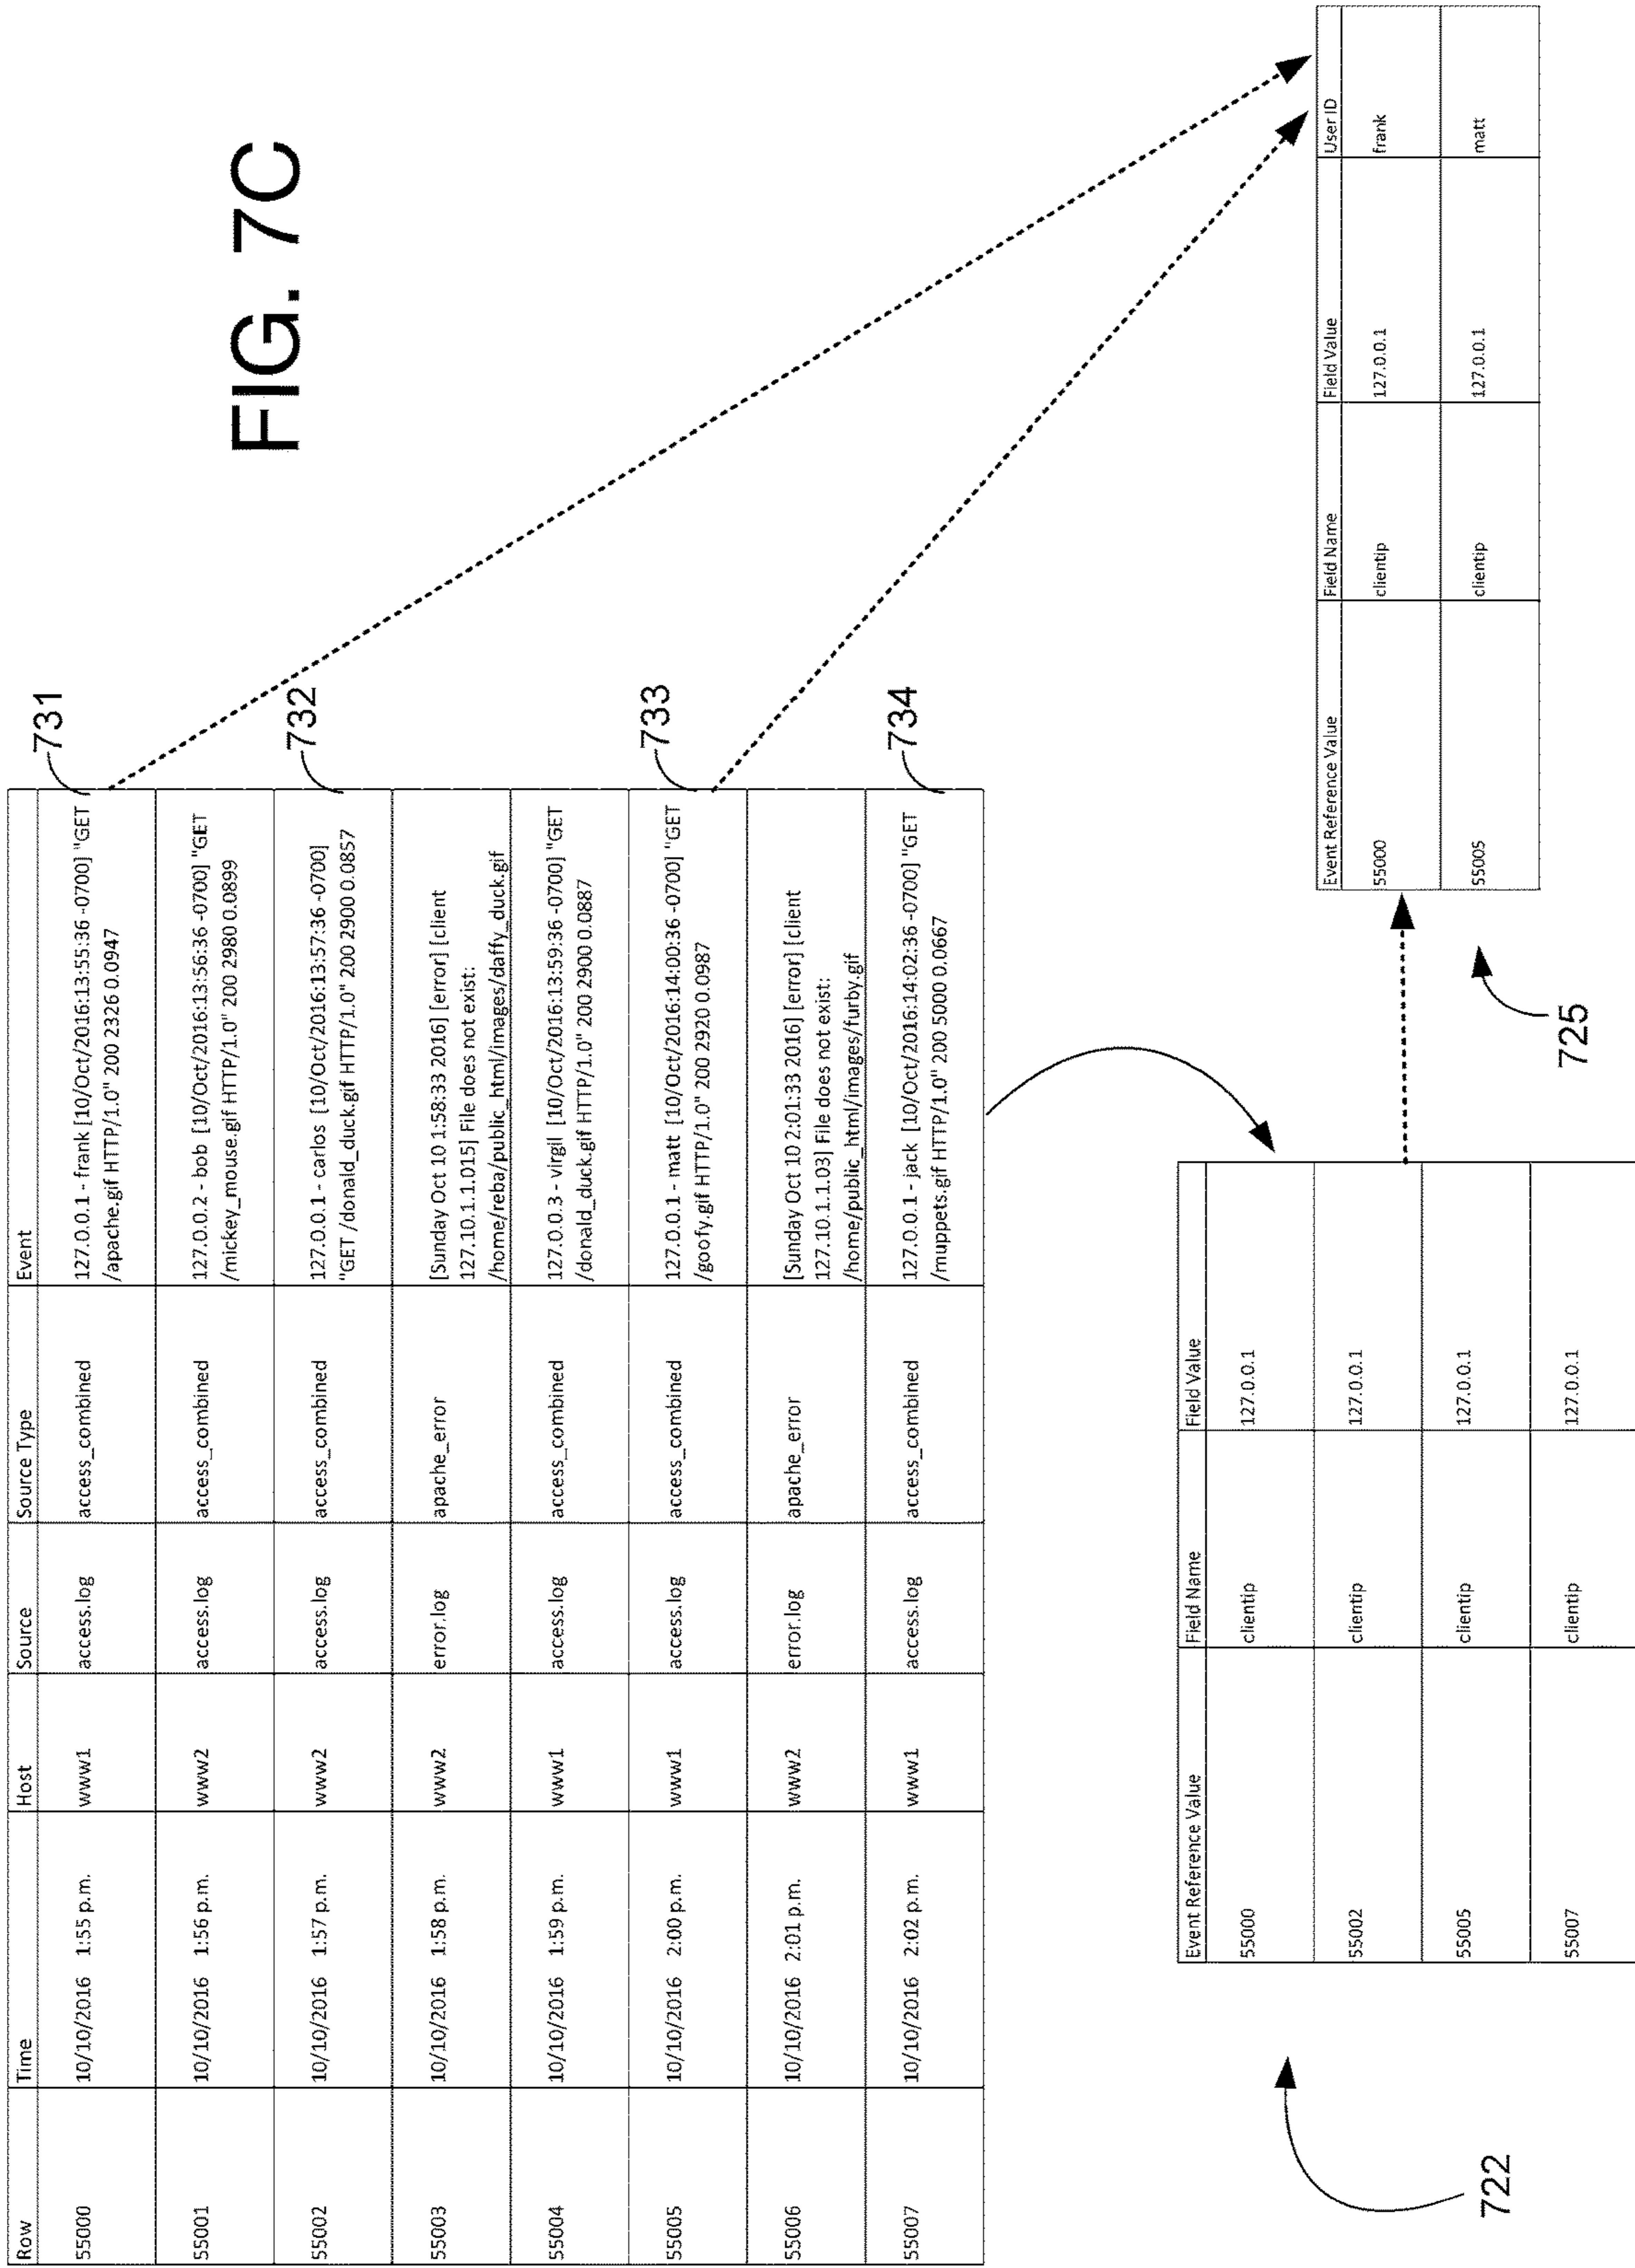 Row Time Host Source Source Type Event
55000 10/10/2016 1:55 p.m. www1 access.log access_combined 127.0.0.1 - frank [10/Oct/2016:13:55:36 -0700] "GET
/apache.gif HTTP/1.0" 200 2326 0.0947
731
55001 10/10/2016 1:56 p.m. www2 access.log access_combined 127.0.0.2 - bob [10/Oct/2016:13:56:36 -0700] "GET
/mickey_mouse.gif HTTP/1.0" 200 2980 0.0899
55002 10/10/2016 1:57 p.m. www2 access.log access_combined 127.0.0.1 - carlos [10/Oct/2016:13:57:36 -0700]
"GET /donald_duck.gif HTTP/1.0" 200 2900 0.0857
732
55003 10/10/2016 1:58 p.m. www2 error.log apache_error [Sunday Oct 10 1:58:33 2016] [error] [client
127.10.1.1.015] File does not exist:
/home/reba/public_html/images/daffy_duck.gif
55004 10/10/2016 1:59 p.m. www1 access.log access_combined 127.0.0.3 - virgil [10/Oct/2016:13:59:36 -0700] "GET
/donald_duck.gif HTTP/1.0" 200 2900 0.0887
55005 10/10/2016 2:00 p.m. www1 access.log access_combined 127.0.0.1 - matt [10/Oct/2016:14:00:36 -0700] "GET
/goofy.gif HTTP/1.0" 200 2920 0.0987
733
55006 10/10/2016 2:01 p.m. www2 error.log apache_error [Sunday Oct 10 2:01:33 2016] [error] [client
127.10.1.1.03] File does not exist:
/home/public_html/images/furby.gif
55007 10/10/2016 2:02 p.m. www1 access.log access_combined 127.0.0.1 - jack [10/Oct/2016:14:02:36 -0700] "GET
/muppets.gif HTTP/1.0" 200 5000 0.0667
734
FIG. 7C
722
Event Reference Value Field Name Field Value
55000 clientip 127.0.0.1
55002 clientip 127.0.0.1
55005 clientip 127.0.0.1
55007 clientip 127.0.0.1
725
Event Reference Value Field Name Field Value User ID
55000 clientip 127.0.0.1 frank
55005 clientip 127.0.0.1 matt